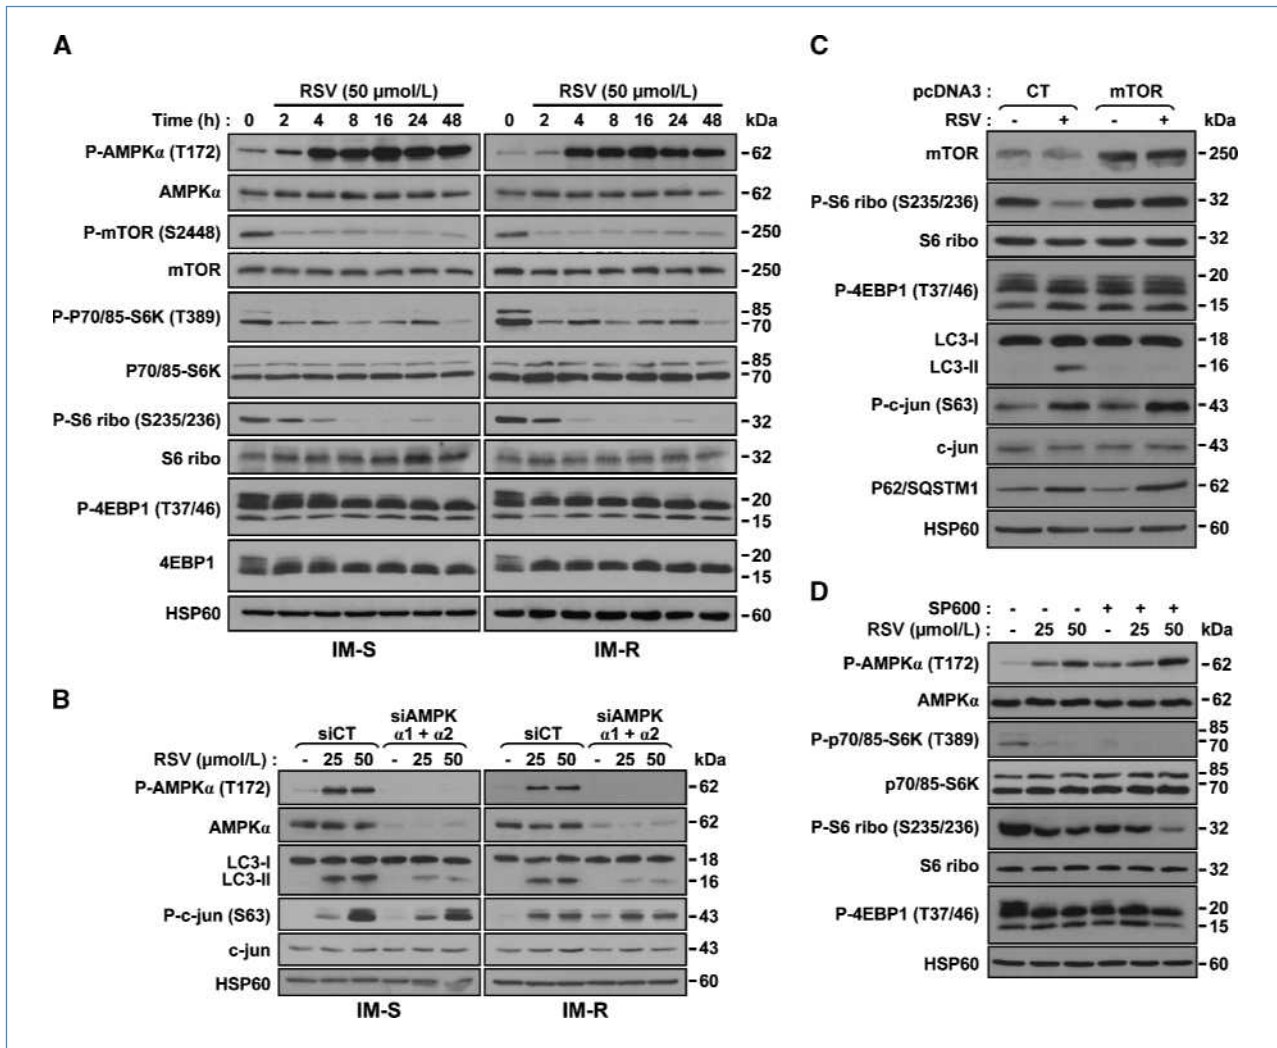 A
RSV (50 µmol/L) RSV (50 µmol/L)
Time (h) : 0 2 4 8 16 24 48 0 2 4 8 16 24 48 kDa
P-AMPKα (T172) -62
AMPKα -62
P-mTOR (S2448) -250
mTOR -250
P-P70/85-S6K (T389) -85 -70
P70/85-S6K -85 -70
P-S6 ribo (S235/236) -32
S6 ribo -32
P-4EBP1 (T37/46) -20 -15
4EBP1 -20 -15
HSP60 -60
IM-S IM-R
B
siCT siAMPK α1 + α2 siCT siAMPK α1 + α2
RSV (µmol/L) : - 25 50 - 25 50 - 25 50 - 25 50 kDa
P-AMPKα (T172) -62
AMPKα -62
LC3-I -18
LC3-II -16
P-c-jun (S63) -43
c-jun -43
HSP60 -60
IM-S IM-R
C
pcDNA3 : CT mTOR
RSV : - + - + kDa
mTOR -250
P-S6 ribo (S235/236) -32
S6 ribo -32
P-4EBP1 (T37/46) -20 -15
LC3-I -18
LC3-II -16
P-c-jun (S63) -43
c-jun -43
P62/SQSTM1 -62
HSP60 -60
D
SP600 : - - - + + +
RSV (µmol/L) : - 25 50 - 25 50 kDa
P-AMPKα (T172) -62
AMPKα -62
P-p70/85-S6K (T389) -85 -70
p70/85-S6K -85 -70
P-S6 ribo (S235/236) -32
S6 ribo -32
P-4EBP1 (T37/46) -20 -15
HSP60 -60